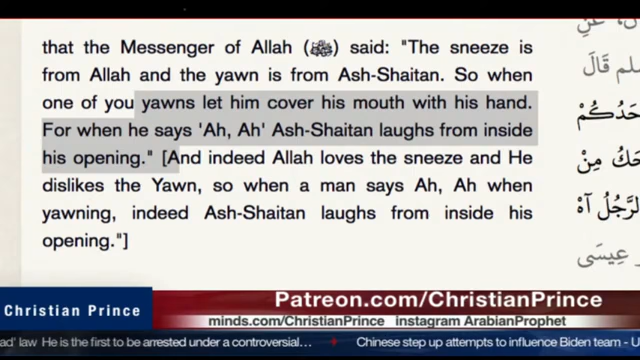 that the Messenger of Allah (ﷺ) said: "The sneeze is
from Allah and the yawn is from Ash-Shaitan. So when
one of you yawns let him cover his mouth with his hand.
For when he says 'Ah, Ah' Ash-Shaitan laughs from inside
his opening." [And indeed Allah loves the sneeze and He
dislikes the Yawn, so when a man says Ah, Ah when
yawning, indeed Ash-Shaitan laughs from inside his
opening."]
عَنِ
قَالَ
حَدُكُمْ
مِنْ
الرَّجُلُ آهْ
عِيسَى
Christian Prince
Patreon.com/ChristianPrince
minds.com/ChristianPrince instagram ArabianProphet
law He is the first to be arrested under a controversial...
Chinese step up attempts to influence Biden team - U